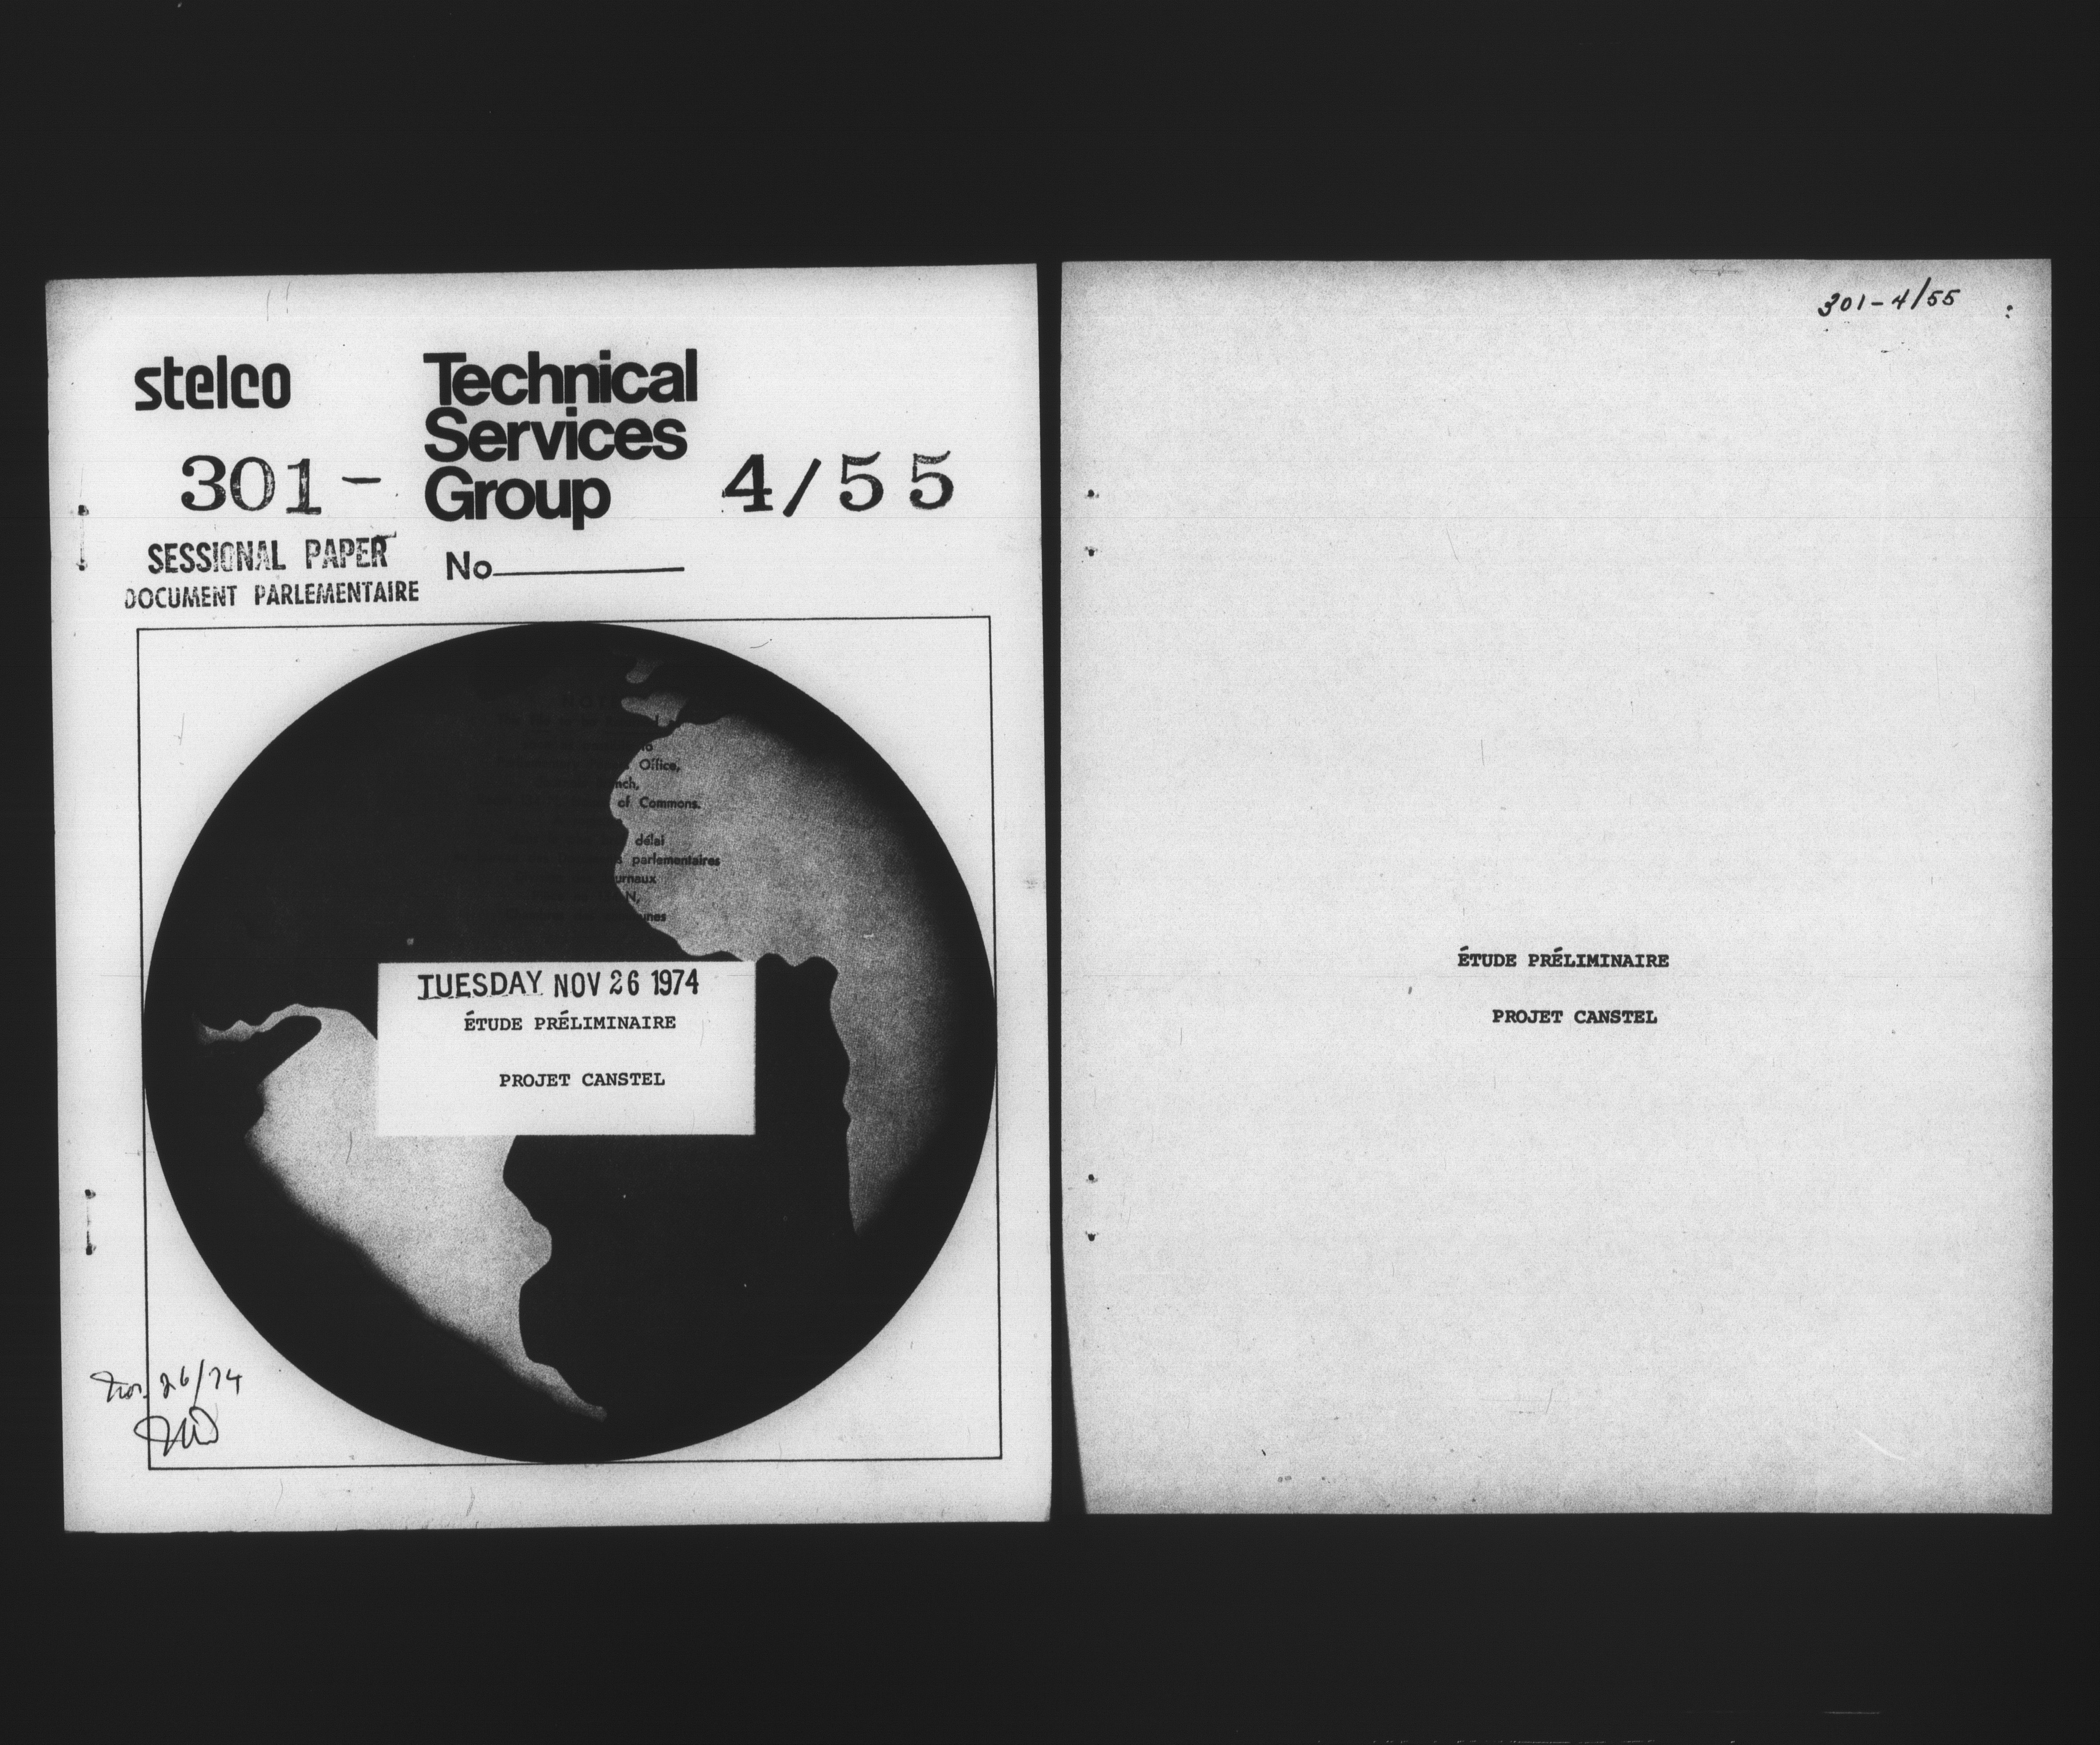 stelco
Technical
Services
Group
301- 4/55
SESSIONAL PAPER
DOCUMENT PARLEMENTAIRE
No
Office,
of Commons.
délai
parlementaires
TUESDAY NOV 26 1974
ÉTUDE PRÉLIMINAIRE
PROJET CANSTEL
Nov. 26/74
301-4/55
ÉTUDE PRÉLIMINAIRE
PROJET CANSTEL